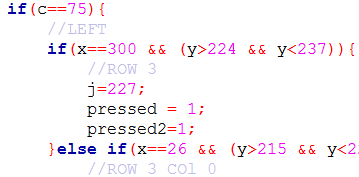 if(c==75){
//LEFT
if(x==300 && (y>224 && y<237)){
//ROW 3
j=227;
pressed = 1;
pressed2=1;
}else if(x==26 && (y>215 && y<2
//ROW 3 COl 0